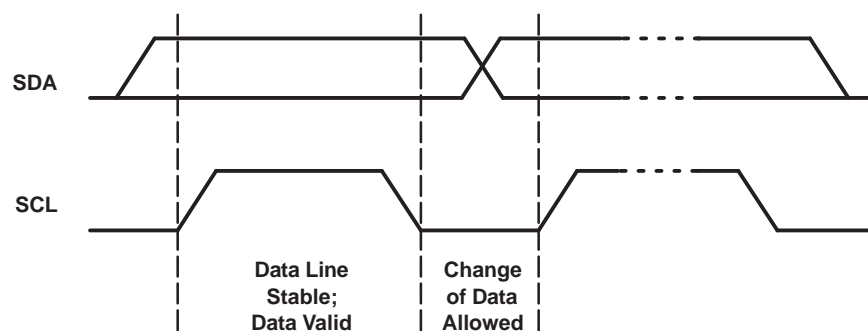 SDA
SCL
Data Line
Stable;
Data Valid
Change
of Data
Allowed